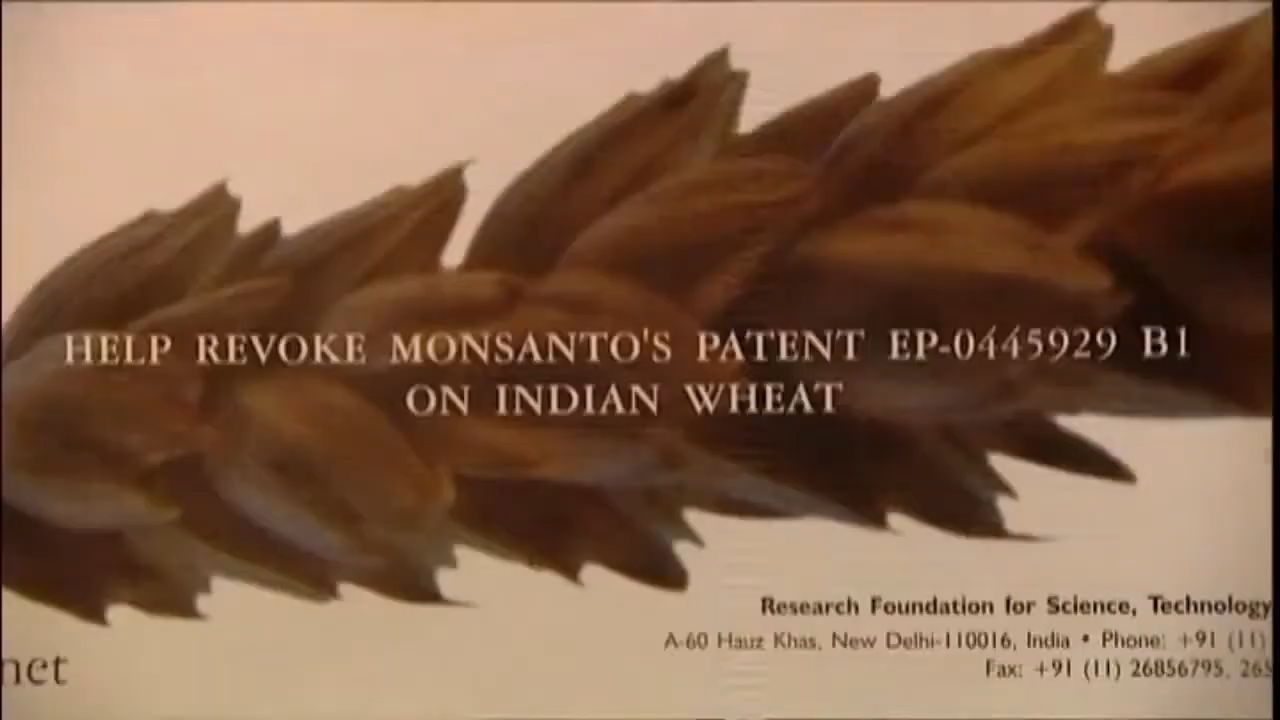 HELP REVOKE MONSANTO'S PATENT EP-0445929 B1
ON INDIAN WHEAT
Research Foundation for Science, Technology
A-60 Hauz Khas, New Delhi-110016, India • Phone: +91 (11)
net
Fax: +91 (11) 26856795, 265